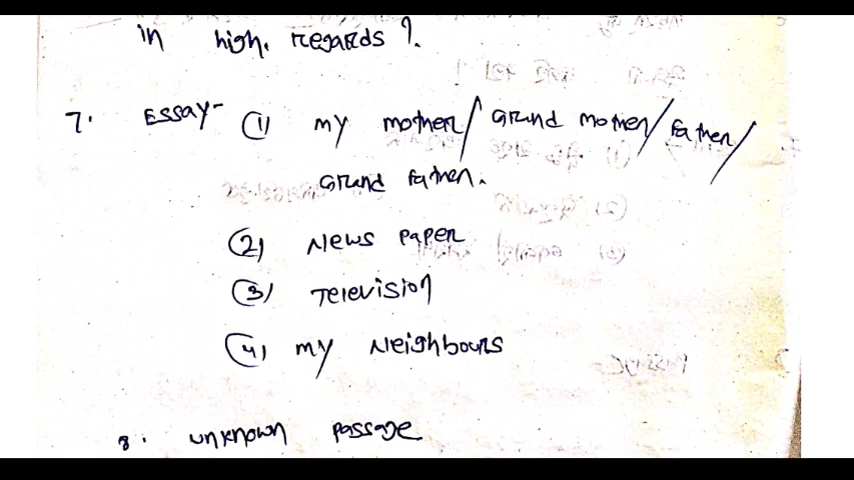 in high. regards ?.
7. Essay- (1) my mother/ Grand mother/ Father/
Grand Father.
(2) News Paper
(3) Television
(4) my Neighbours
8. unknown passage